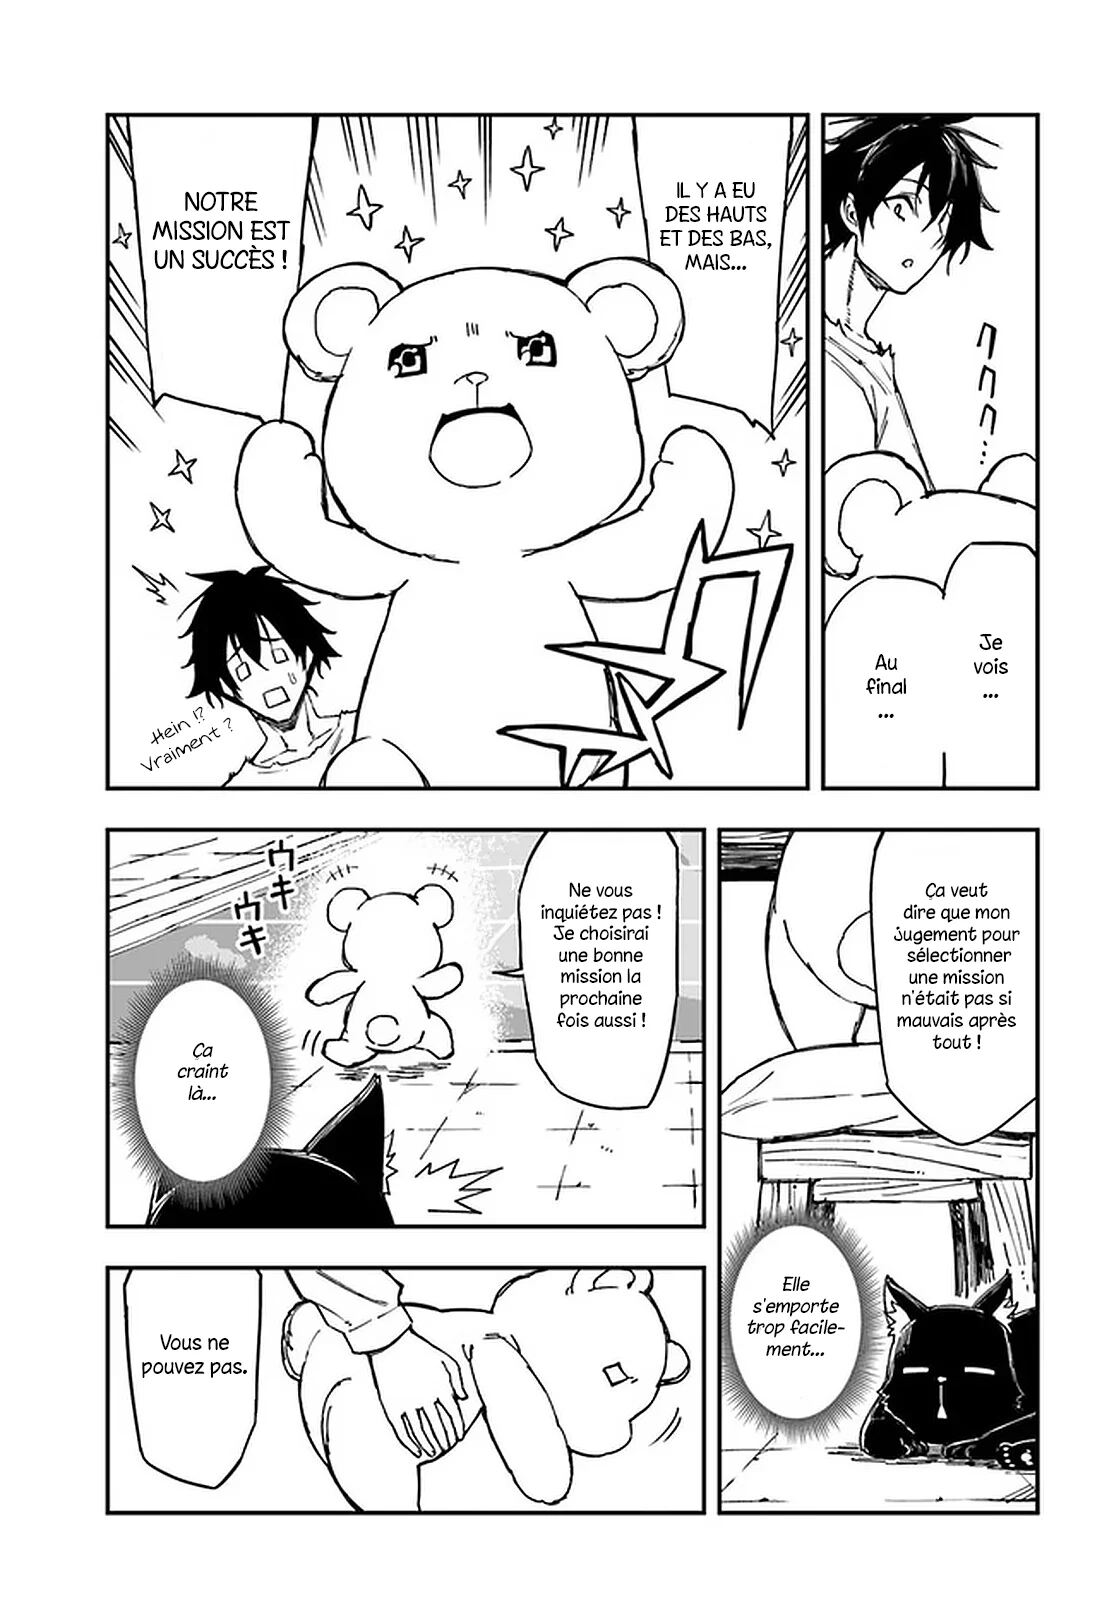 Je
vois
...
Au
final
...
ククク...
IL Y A EU
DES HAUTS
ET DES BAS,
MAIS...
NOTRE
MISSION EST
UN SUCCÈS !
Hein !?
Vraiment ?
Ça veut
dire que mon
jugement pour
sélectionner
une mission
n'était pas si
mauvais après
tout !
Elle
s'emporte
trop facile-
ment...
Ne vous
inquiétez pas !
Je choisirai
une bonne
mission la
prochaine
fois aussi !
ウキ
ウキ
Ça
craint
là...
Vous ne
pouvez pas.